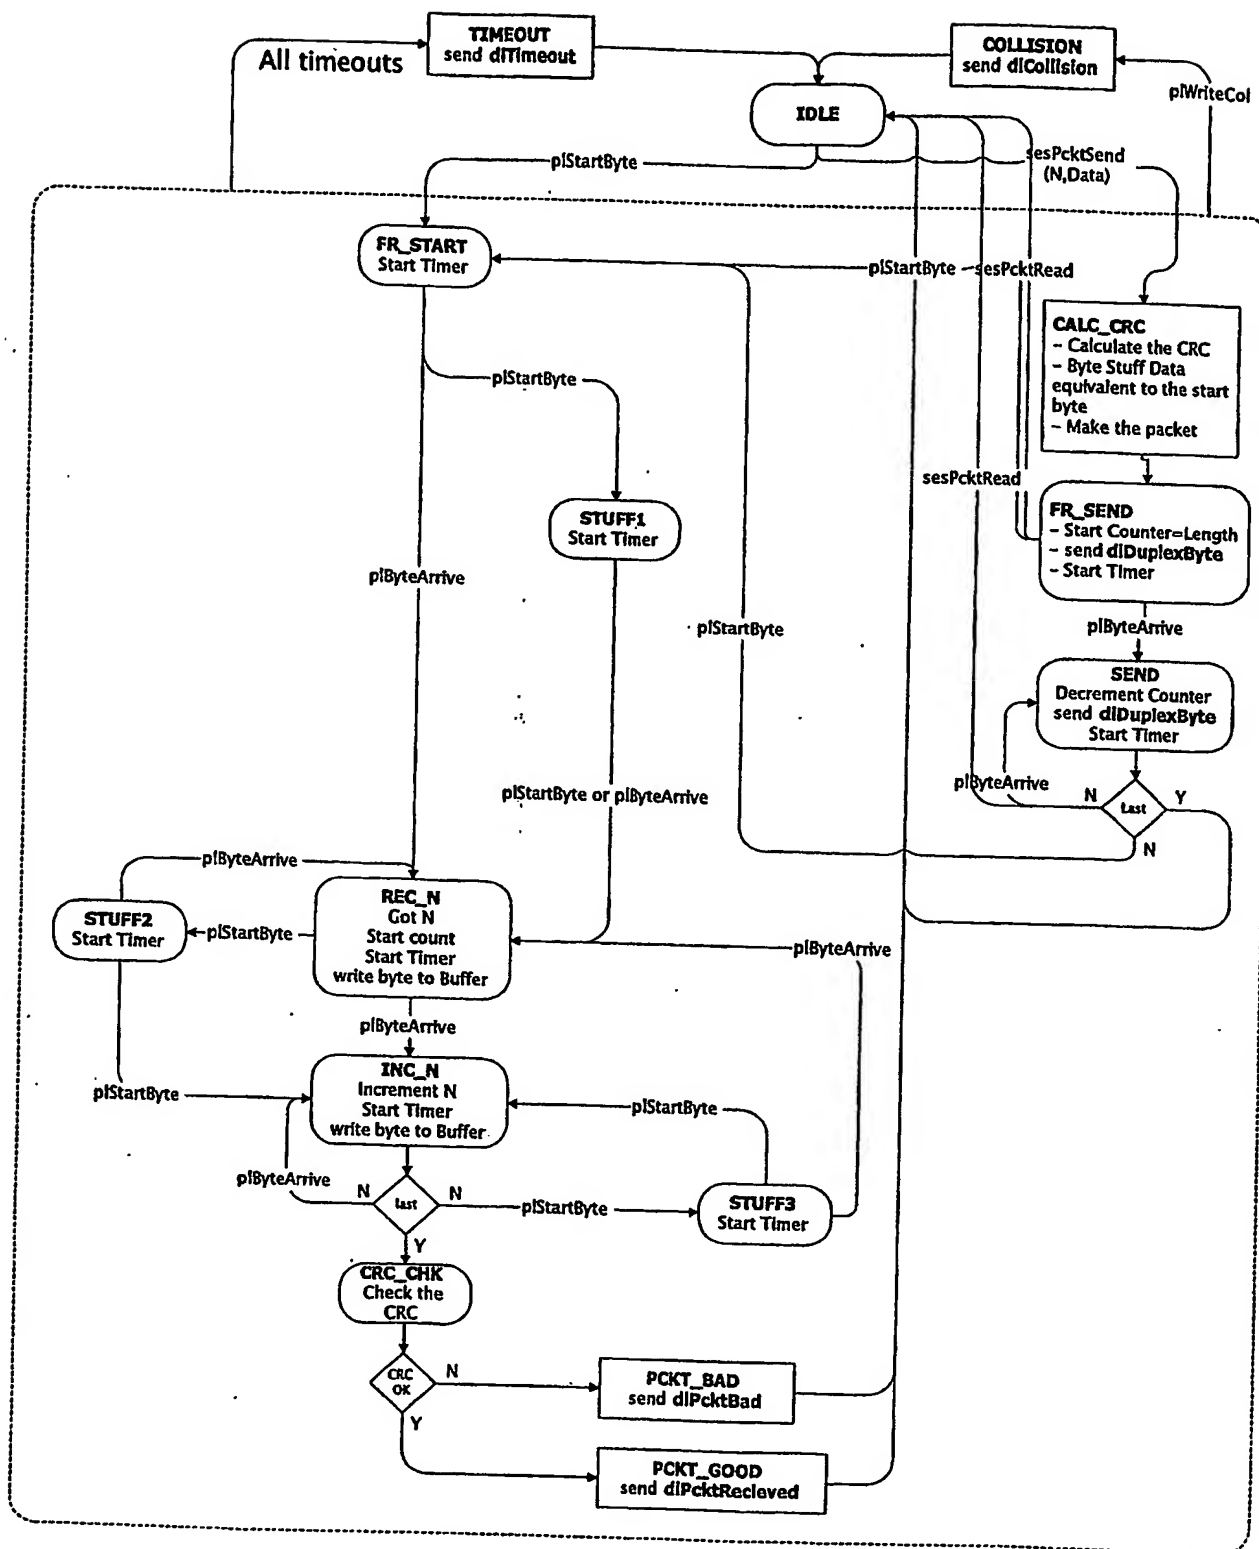 TIMEOUT
send dlTimeout
All timeouts
COLLISION
send dlCollision
plWriteCol
IDLE
plStartByte
sesPcktSend
(N,Data)
FR_START
Start Timer
plStartByte
sesPcktRead
CALC_CRC
- Calculate the CRC
- Byte Stuff Data
equivalent to the start
byte
- Make the packet
plStartByte
sesPcktRead
FR_SEND
- Start Counter=Length
- send dlDuplexByte
- Start Timer
STUFF1
Start Timer
plByteArrive
plStartByte
plByteArrive
SEND
Decrement Counter
send dlDuplexByte
Start Timer
plStartByte or plByteArrive
plByteArrive
N
Last
Y
N
plByteArrive
REC_N
Got N
Start count
Start Timer
write byte to Buffer
STUFF2
Start Timer
plStartByte
plByteArrive
plByteArrive
INC_N
Increment N
Start Timer
write byte to Buffer
plStartByte
plStartByte
plByteArrive
N
last
N
plStartByte
STUFF3
Start Timer
Y
CRC_CHK
Check the
CRC
CRC
OK
N
Y
PCKT_BAD
send dlPcktBad
PCKT_GOOD
send dlPcktRecieved